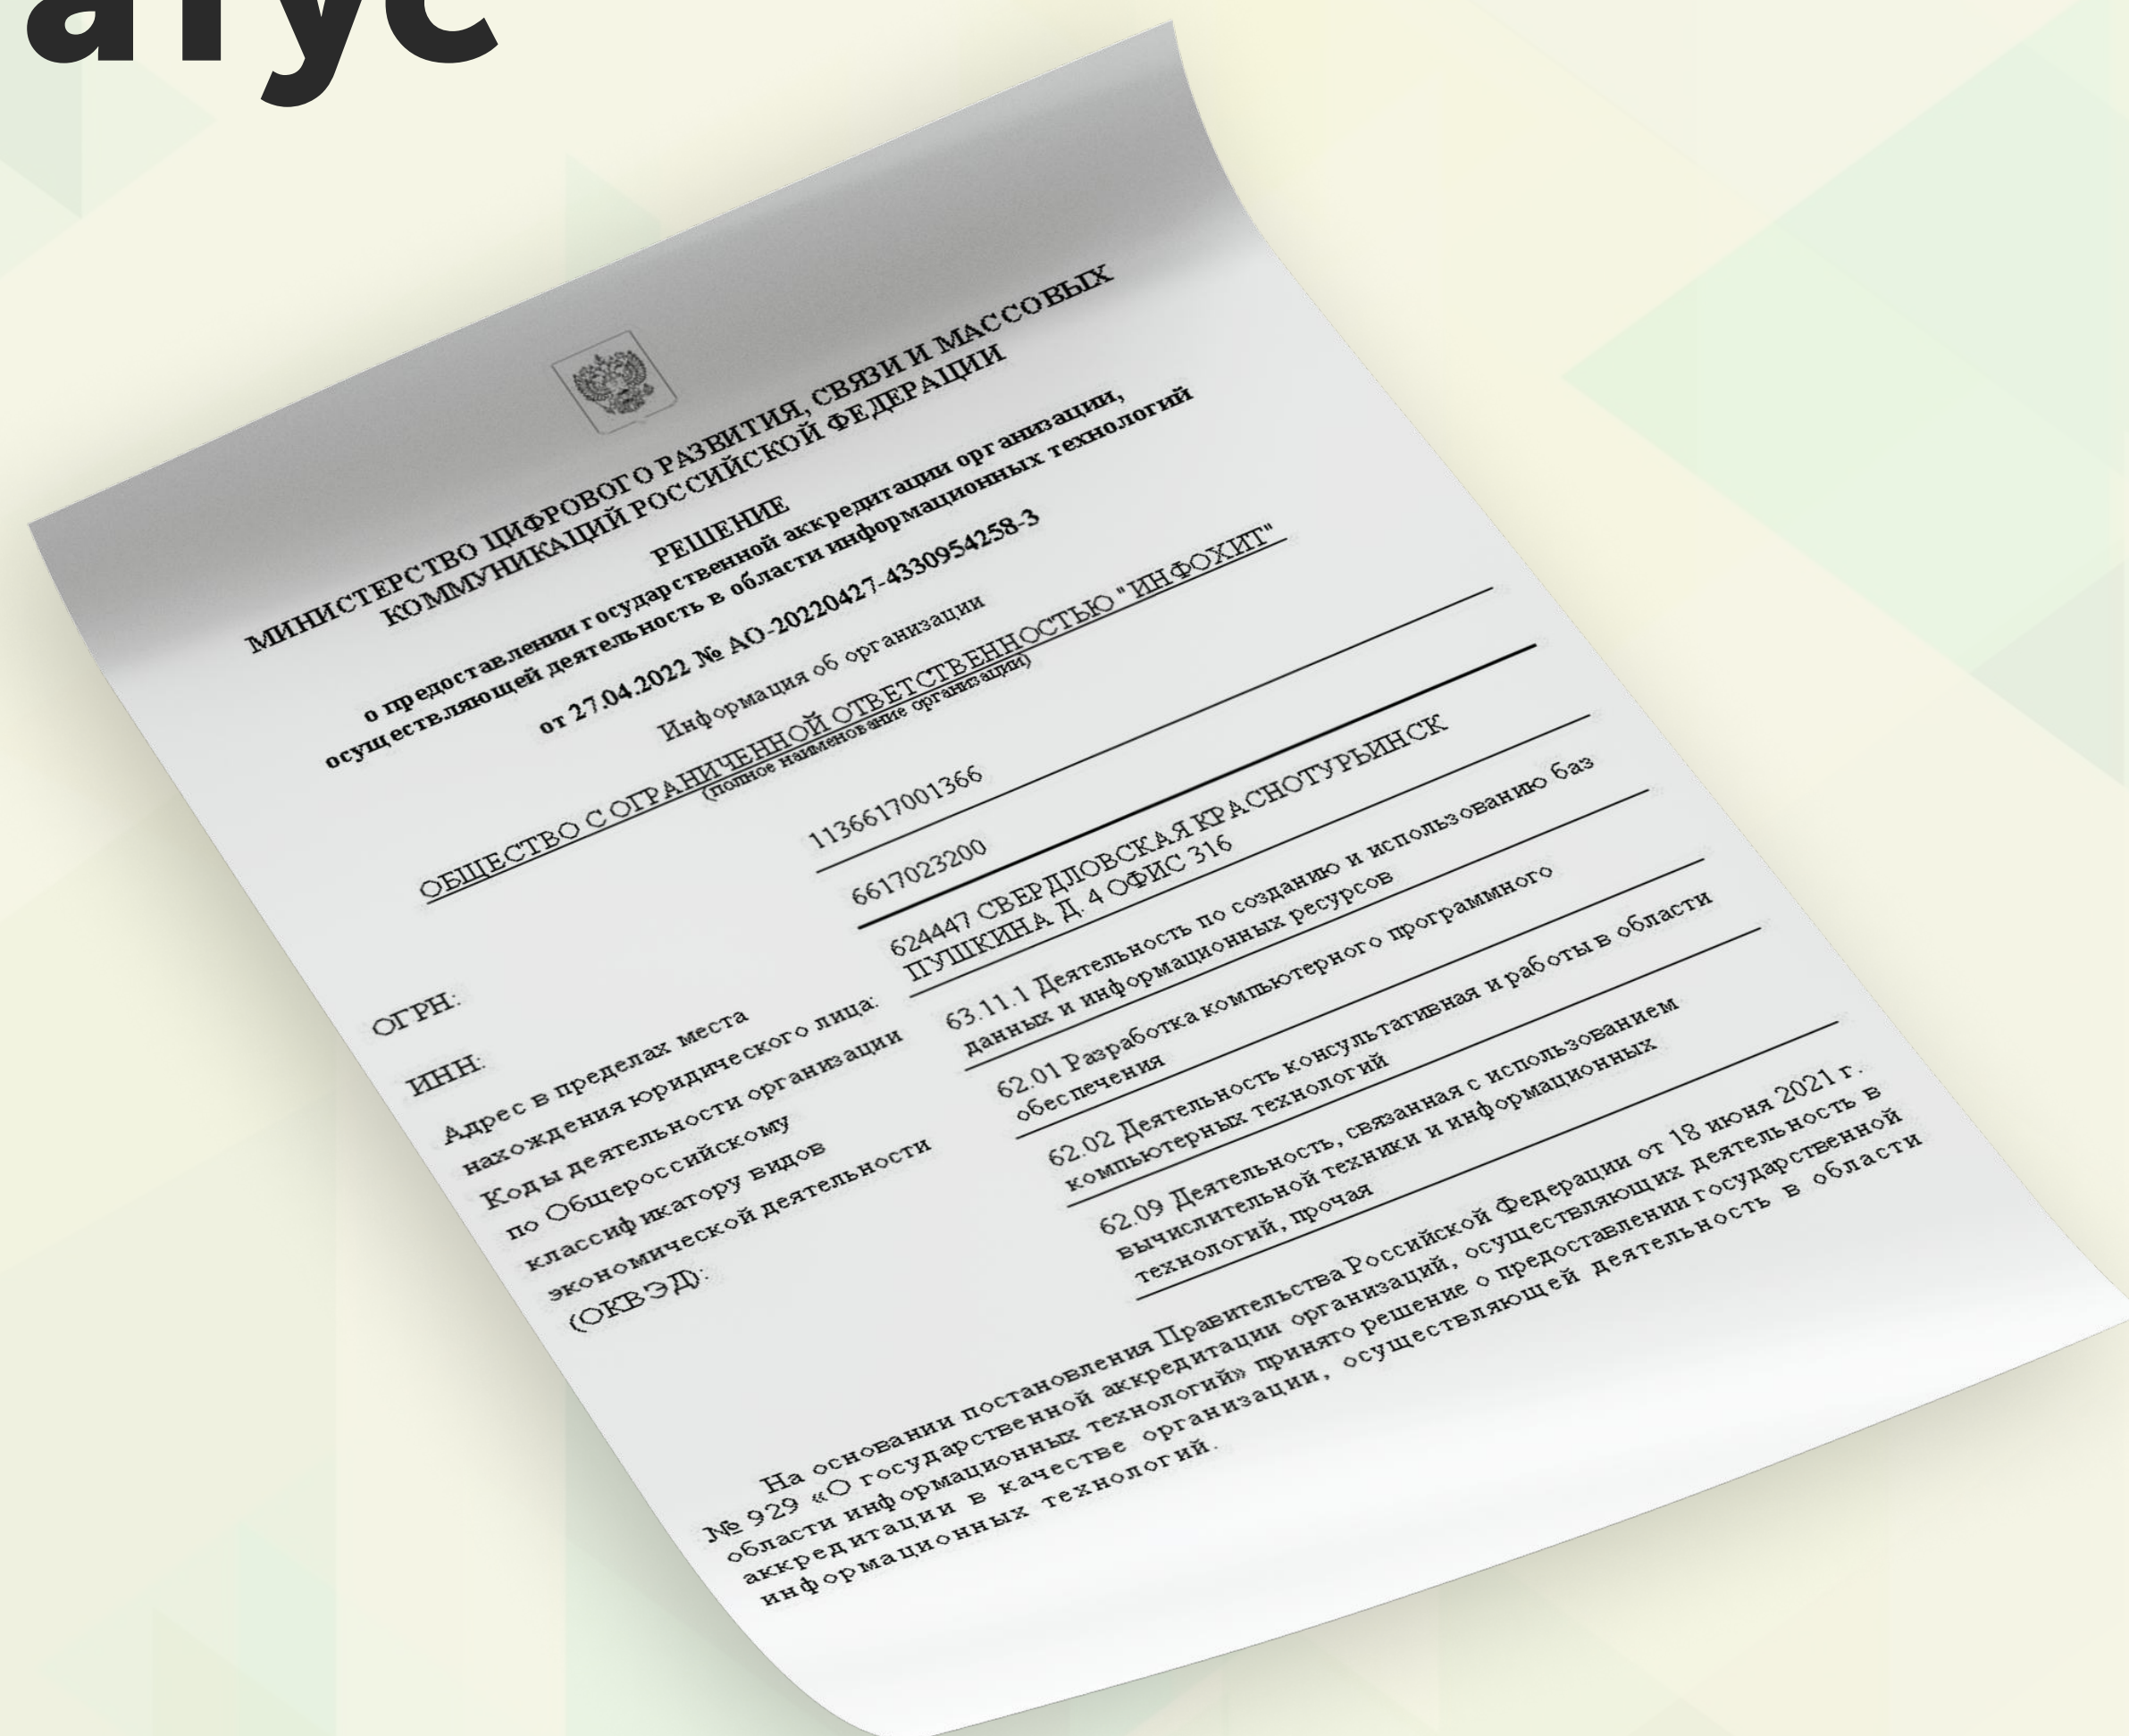 атус
МИНИСТЕРСТВО ЦИФРОВОГО РАЗВИТИЯ, СВЯЗИ И МАССОВЫХ
КОММУНИКАЦИЙ РОССИЙСКОЙ ФЕДЕРАЦИИ
РЕШЕНИЕ
о предоставлении государственной аккредитации организации,
осуществляющей деятельность в области информационных технологий
от 27.04.2022 № АО-20220427-4330954258-3
Информация об организации
ОБЩЕСТВО С ОГРАНИЧЕННОЙ ОТВЕТСТВЕННОСТЬЮ "ИНФОХИТ"
(полное наименование организации)
ОГРН:
1136617001366
ИНН:
6617023200
Адрес в пределах места
нахождения юридического лица:
624447 СВЕРДЛОВСКАЯ КРАСНОТУРЬИНСК
ПУШКИНА, Д. 4 ОФИС 316
Коды деятельности организации
по Общероссийскому
классификатору видов
экономической деятельности
(ОКВЭД):
63.11.1 Деятельность по созданию и использованию баз
данных и информационных ресурсов
62.01 Разработка компьютерного программного
обеспечения
62.02 Деятельность консультативная и работы в области
компьютерных технологий
62.09 Деятельность, связанная с использованием
вычислительной техники и информационных
технологий, прочая
На основании постановления Правительства Российской Федерации от 18 июня 2021 г.
№ 929 «О государственной аккредитации организаций, осуществляющих деятельность в
области информационных технологий» принято решение о предоставлении государственной
аккредитации в качестве организации, осуществляющей деятельность в области
информационных технологий.